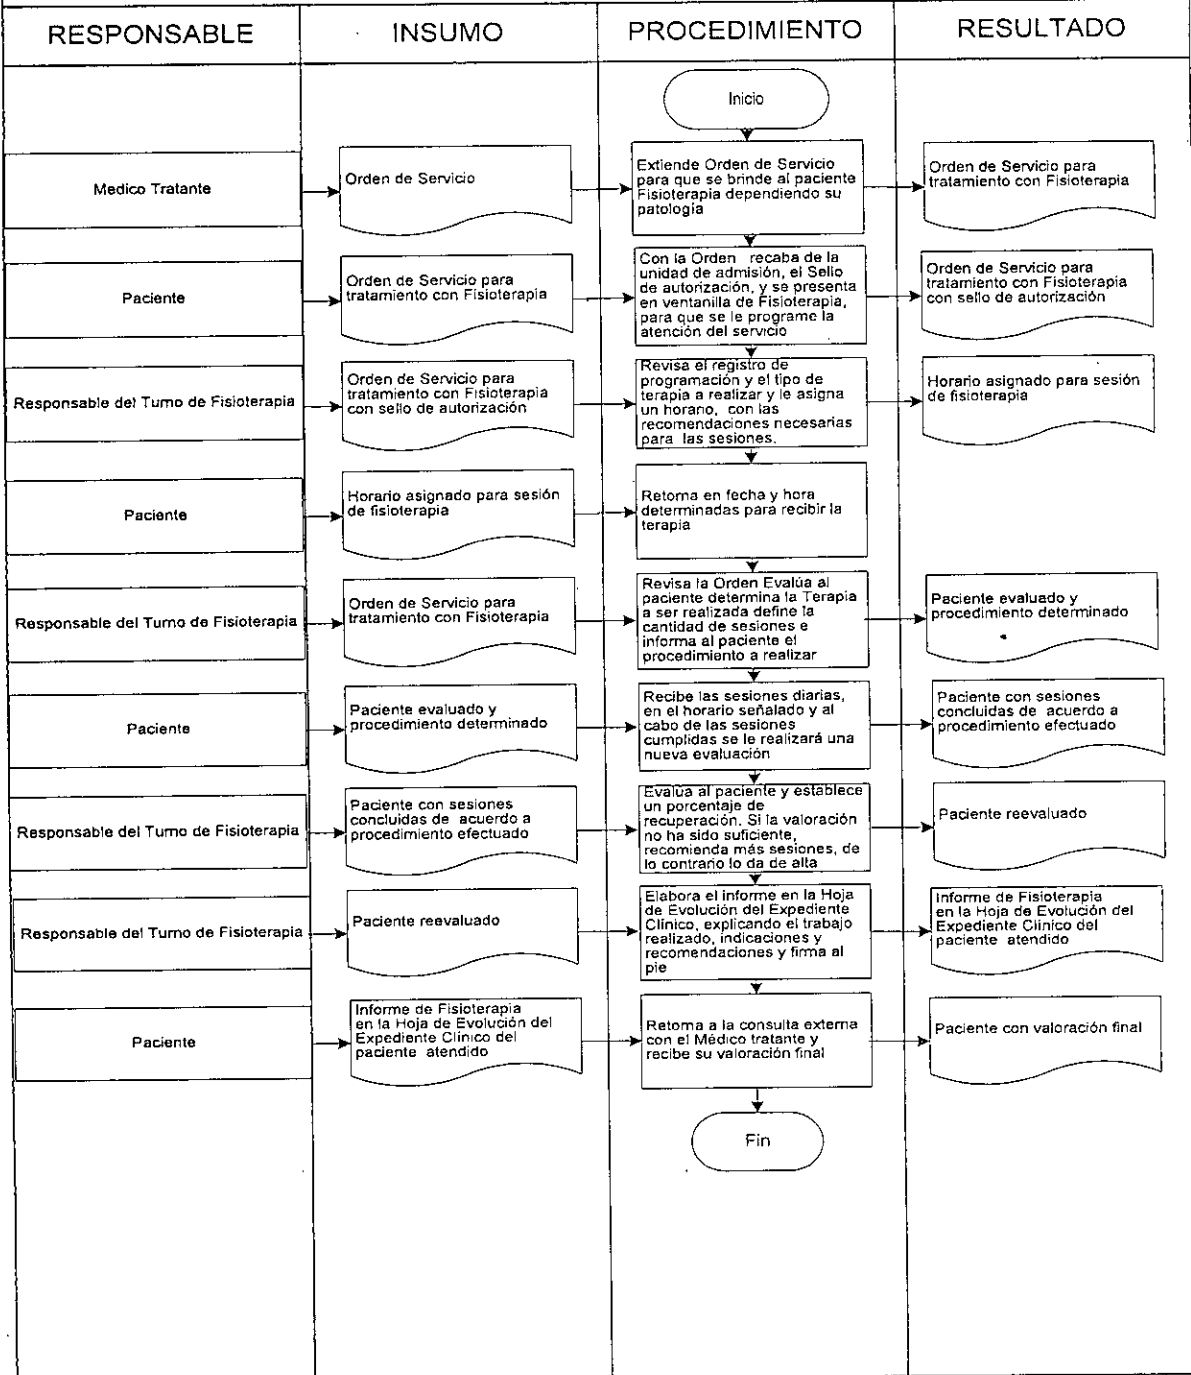 RESPONSABLE
INSUMO
PROCEDIMIENTO
RESULTADO
Inicio
Medico Tratante
Orden de Servicio
Extiende Orden de Servicio
para que se brinde al paciente
Fisioterapia dependiendo su
patología
Orden de Servicio para
tratamiento con Fisioterapia
Paciente
Orden de Servicio para
tratamiento con Fisioterapia
Con la Orden recaba de la
unidad de admisión, el Sello
de autorización, y se presenta
en ventanilla de Fisioterapia,
para que se le programe la
atención del servicio
Orden de Servicio para
tratamiento con Fisioterapia
con sello de autorización
Responsable del Turno de Fisioterapia
Orden de Servicio para
tratamiento con Fisioterapia
con sello de autorización
Revisa el registro de
programación y el tipo de
terapia a realizar y le asigna
un horario, con las
recomendaciones necesarias
para las sesiones.
Horario asignado para sesión
de fisioterapia
Paciente
Horario asignado para sesión
de fisioterapia
Retorna en fecha y hora
determinadas para recibir la
terapia
Responsable del Turno de Fisioterapia
Orden de Servicio para
tratamiento con Fisioterapia
Revisa la Orden Evalúa al
paciente determina la Terapia
a ser realizada define la
cantidad de sesiones e
informa al paciente el
procedimiento a realizar
Paciente evaluado y
procedimiento determinado
Paciente
Paciente evaluado y
procedimiento determinado
Recibe las sesiones diarias,
en el horario señalado y al
cabo de las sesiones
cumplidas se le realizará una
nueva evaluación
Paciente con sesiones
concluidas de acuerdo a
procedimiento efectuado
Responsable del Turno de Fisioterapia
Paciente con sesiones
concluidas de acuerdo a
procedimiento efectuado
Evalúa al paciente y establece
un porcentaje de
recuperación. Si la valoración
no ha sido suficiente,
recomienda más sesiones, de
lo contrario lo da de alta
Paciente reevaluado
Responsable del Turno de Fisioterapia
Paciente reevaluado
Elabora el informe en la Hoja
de Evolución del Expediente
Clínico, explicando el trabajo
realizado, indicaciones y
recomendaciones y firma al
pie
Informe de Fisioterapia
en la Hoja de Evolución del
Expediente Clínico del
paciente atendido
Paciente
Informe de Fisioterapia
en la Hoja de Evolución del
Expediente Clínico del
paciente atendido
Retorna a la consulta externa
con el Médico tratante y
recibe su valoración final
Paciente con valoración final
Fin